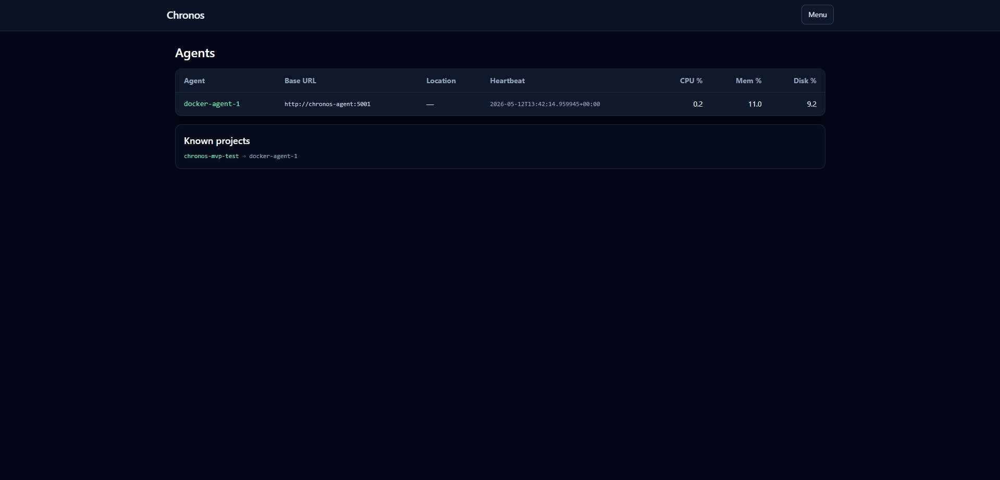 Chronos
Menu
Agents
Agent Base URL Location Heartbeat CPU % Mem % Disk %
docker-agent-1 http://chronos-agent:5001 — 2026-05-12T13:42:14.959945+00:00 0.2 11.0 9.2
Known projects
chronos-mvp-test → docker-agent-1